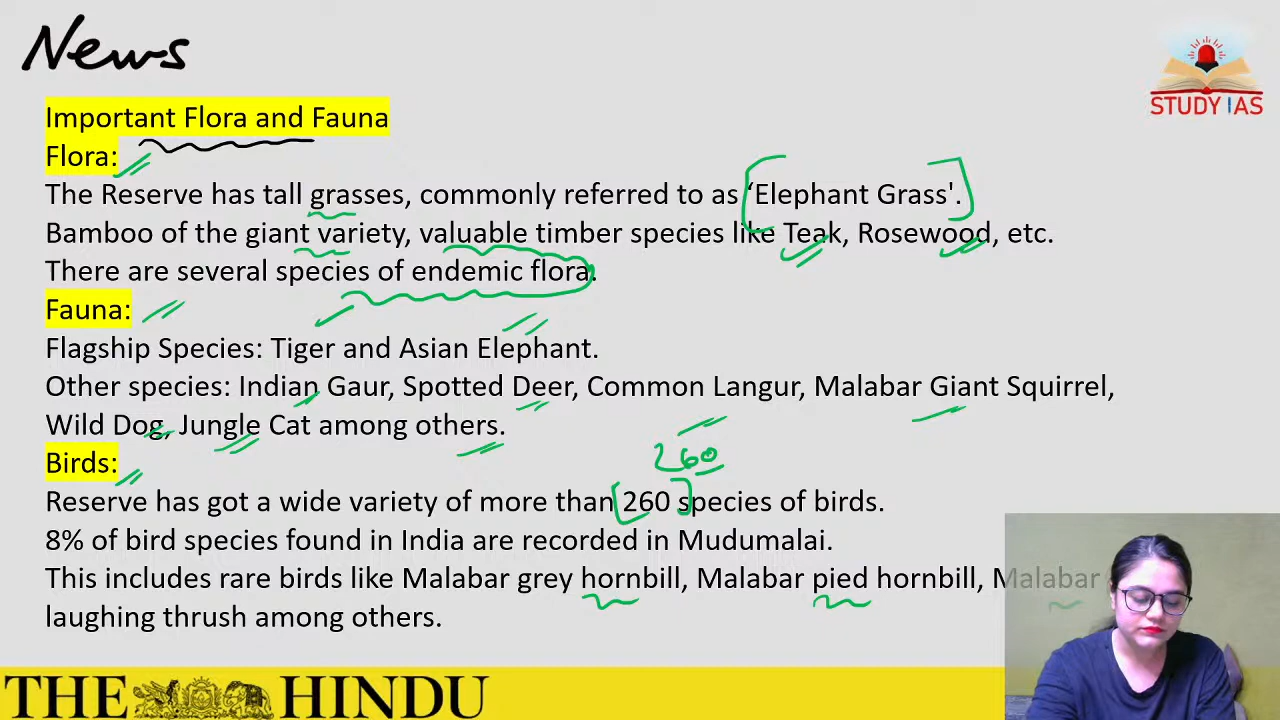 News
STUDY IAS
Important Flora and Fauna
Flora:
The Reserve has tall grasses, commonly referred to as ‘Elephant Grass'.
Bamboo of the giant variety, valuable timber species like Teak, Rosewood, etc.
There are several species of endemic flora.
Fauna:
Flagship Species: Tiger and Asian Elephant.
Other species: Indian Gaur, Spotted Deer, Common Langur, Malabar Giant Squirrel,
Wild Dog, Jungle Cat among others.
260
Birds:
Reserve has got a wide variety of more than 260 species of birds.
8% of bird species found in India are recorded in Mudumalai.
This includes rare birds like Malabar grey hornbill, Malabar pied hornbill, Malabar
laughing thrush among others.
THE HINDU